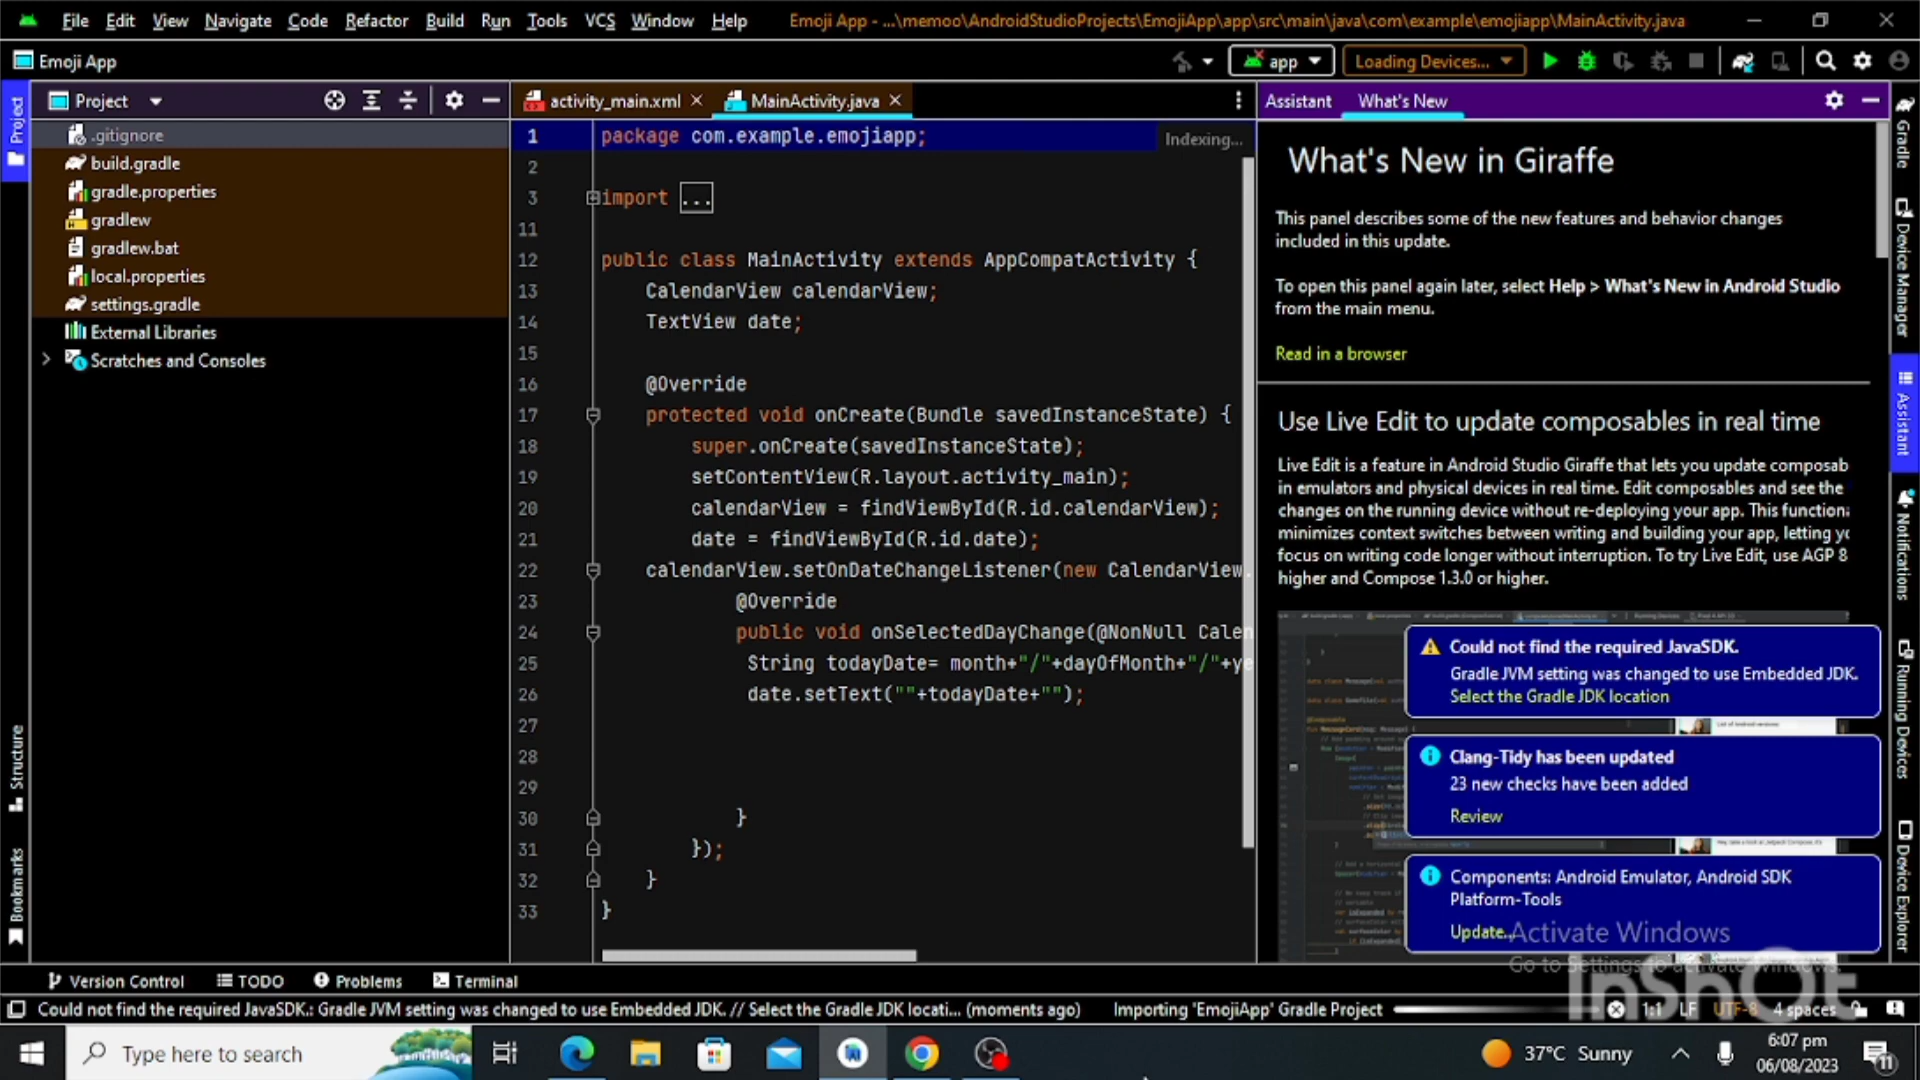 File Edit View Navigate Code Refactor Build Run Tools VCS Window Help Emoji App - ...\memoo\AndroidStudioProjects\EmojiApp\app\src\main\java\com\example\emojiapp\MainActivity.java
Emoji App
app
Loading Devices...
Project
activity_main.xml
MainActivity.java
Assistant
What's New
Project
.gitignore
build.gradle
gradle.properties
gradlew
gradlew.bat
local.properties
settings.gradle
External Libraries
Scratches and Consoles
Structure
Bookmarks
Indexing...
1 package com.example.emojiapp;
2
3 import ...
11
12 public class MainActivity extends AppCompatActivity {
13 CalendarView calendarView;
14 TextView date;
15
16 @Override
17 protected void onCreate(Bundle savedInstanceState) {
18 super.onCreate(savedInstanceState);
19 setContentView(R.layout.activity_main);
20 calendarView = findViewById(R.id.calendarView);
21 date = findViewById(R.id.date);
22 calendarView.setOnDateChangeListener(new CalendarView.
23 @Override
24 public void onSelectedDayChange(@NonNull Calen
25 String todayDate= month+"/"+dayOfMonth+"/"+ye
26 date.setText(""+todayDate+"");
27
28
29
30 }
31 });
32 }
33 }
What's New in Giraffe
This panel describes some of the new features and behavior changes
included in this update.
To open this panel again later, select Help > What's New in Android Studio
from the main menu.
Read in a browser
Use Live Edit to update composables in real time
Live Edit is a feature in Android Studio Giraffe that lets you update composab
in emulators and physical devices in real time. Edit composables and see the
changes on the running device without re-deploying your app. This function
minimizes context switches between writing and building your app, letting yo
focus on writing code longer without interruption. To try Live Edit, use AGP 8
higher and Compose 1.3.0 or higher.
Could not find the required JavaSDK.
Gradle JVM setting was changed to use Embedded JDK.
Select the Gradle JDK location
Clang-Tidy has been updated
23 new checks have been added
Review
Components: Android Emulator, Android SDK
Platform-Tools
Update...
Activate Windows
Go to Settings to activate Windows.
InShOt
Gradle
Device Manager
Assistant
Notifications
Running Devices
Device Explorer
Version Control
TODO
Problems
Terminal
Could not find the required JavaSDK.: Gradle JVM setting was changed to use Embedded JDK. // Select the Gradle JDK locati... (moments ago)
Importing 'EmojiApp' Gradle Project
1:1 LF UTF-8 4 spaces
Type here to search
37°C Sunny
6:07 pm
06/08/2023
11